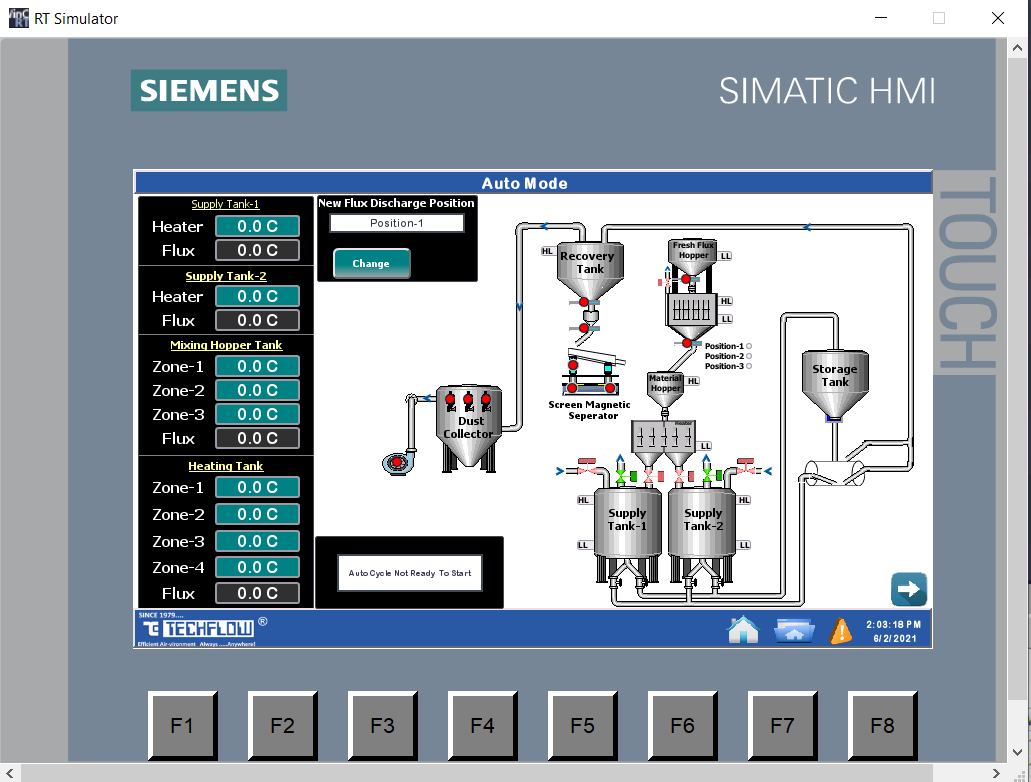 RT Simulator
SIEMENS
SIMATIC HMI
TOUCH
Auto Mode
Supply Tank-1
Heater 0.0 C
Flux 0.0 C
Supply Tank-2
Heater 0.0 C
Flux 0.0 C
Mixing Hopper Tank
Zone-1 0.0 C
Zone-2 0.0 C
Zone-3 0.0 C
Flux 0.0 C
Heating Tank
Zone-1 0.0 C
Zone-2 0.0 C
Zone-3 0.0 C
Zone-4 0.0 C
Flux 0.0 C
New Flux Discharge Position
Position-1
Change
HL
Recovery
Tank
Fresh Flux
Hopper
LL
HL
LL
Position-1
Position-2
Position-3
Screen Magnetic
Seperator
Material
Hopper
HL
Storage
Tank
Dust
Collector
Heater
LL
HL
Supply
Tank-1
LL
Supply
Tank-2
HL
LL
Auto Cycle Not Ready To Start
SINCE 1979....
TECHFLOW ®
Efficient Air-vironment Always .....Anywhere!
2:03:18 PM
6/2/2021
F1
F2
F3
F4
F5
F6
F7
F8